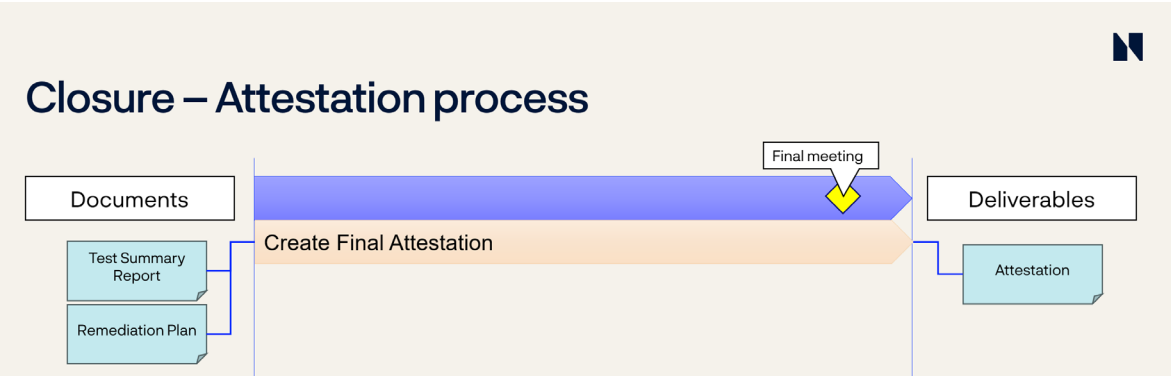 Closure – Attestation process
Final meeting
Documents
Deliverables
Create Final Attestation
Test Summary
Report
Attestation
Remediation Plan